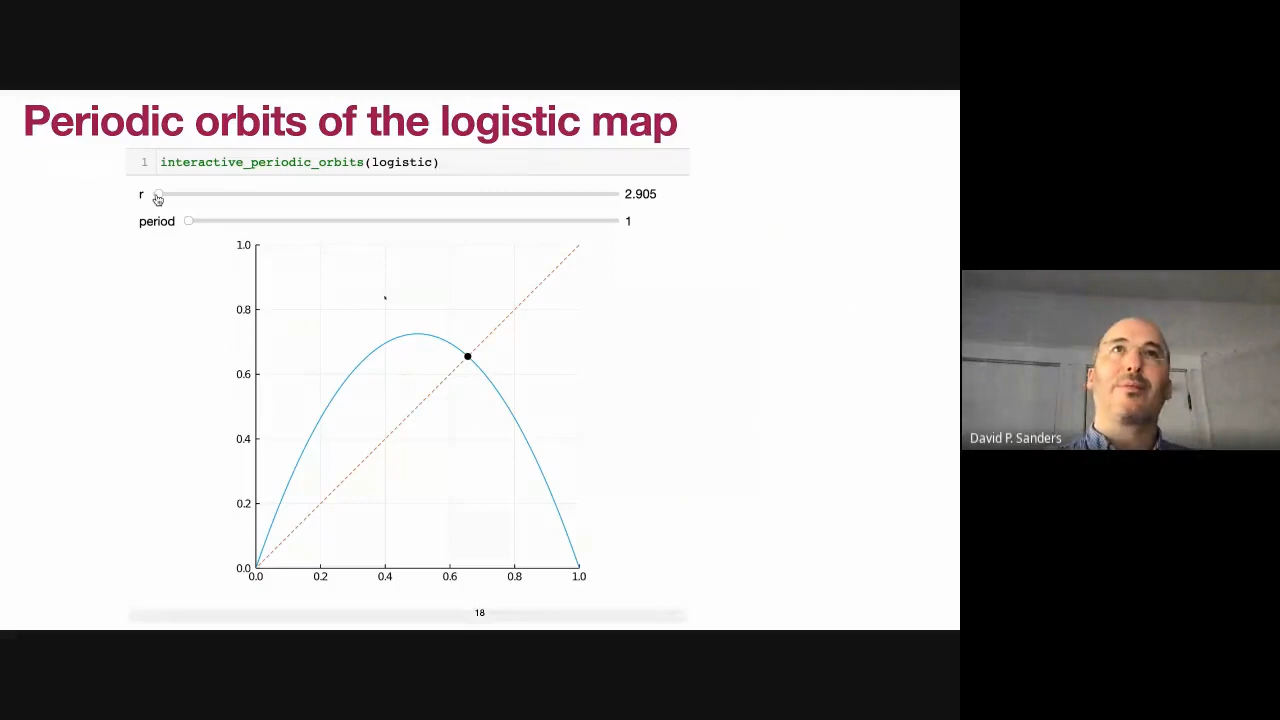 Periodic orbits of the logistic map
1 interactive_periodic_orbits(logistic)
r 2.905
period 1
1.0
0.8
0.6
0.4
0.2
0.0
0.0 0.2 0.4 0.6 0.8 1.0
18
David P. Sanders